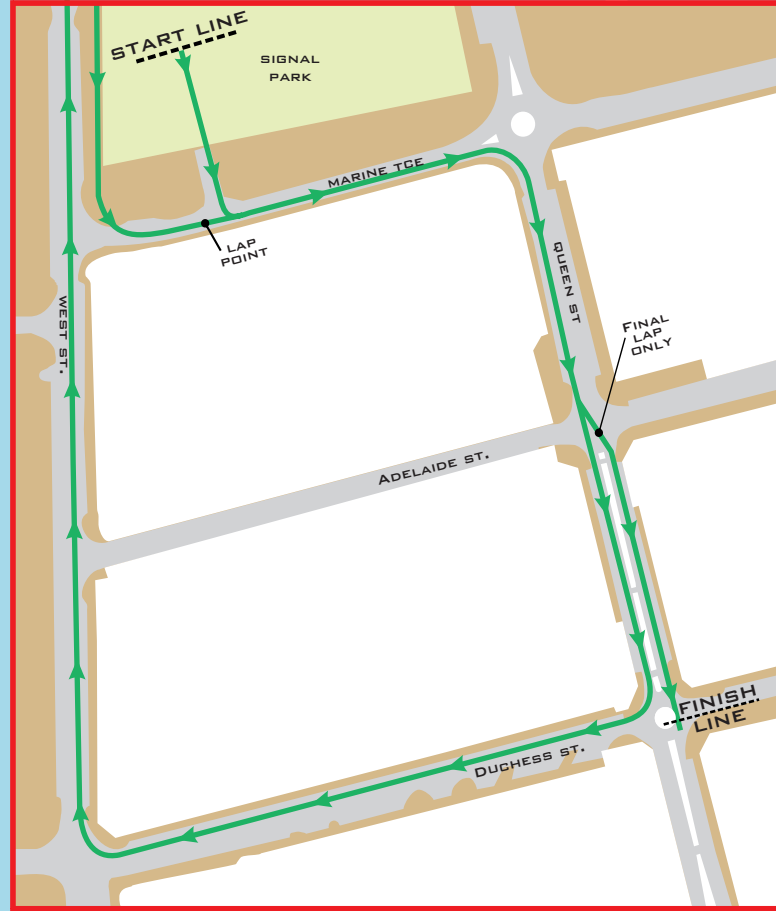 START LINE
SIGNAL
PARK
MARINE TCE
LAP
POINT
QUEEN ST
WEST ST.
FINAL
LAP
ONLY
ADELAIDE ST.
FINISH
LINE
DUCHESS ST.